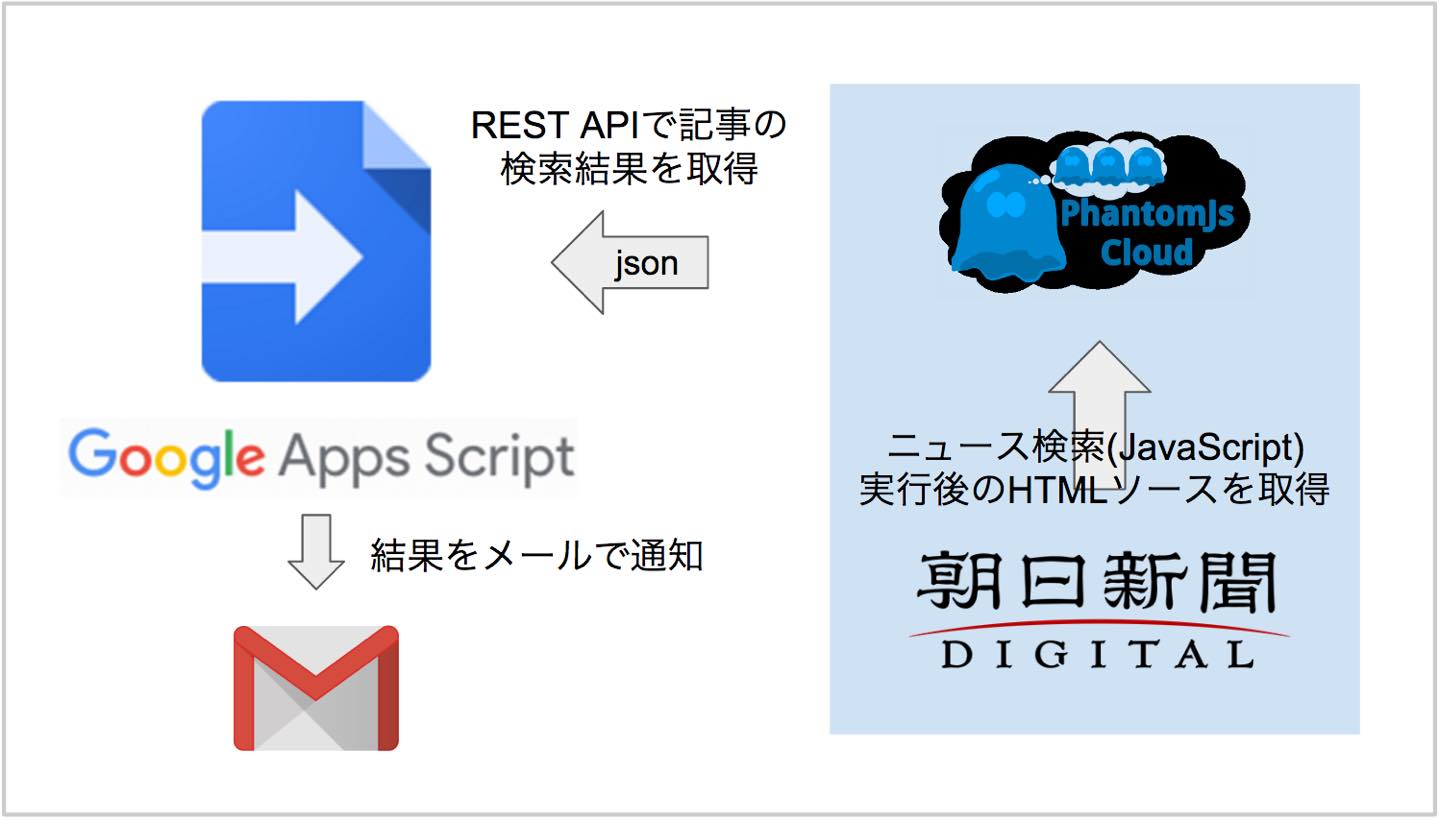 REST APIで記事の
検索結果を取得
json
Google Apps Script
結果をメールで通知
PhantomJs
Cloud
ニュース検索(JavaScript)
実行後のHTMLソースを取得
朝日新聞
DIGITAL